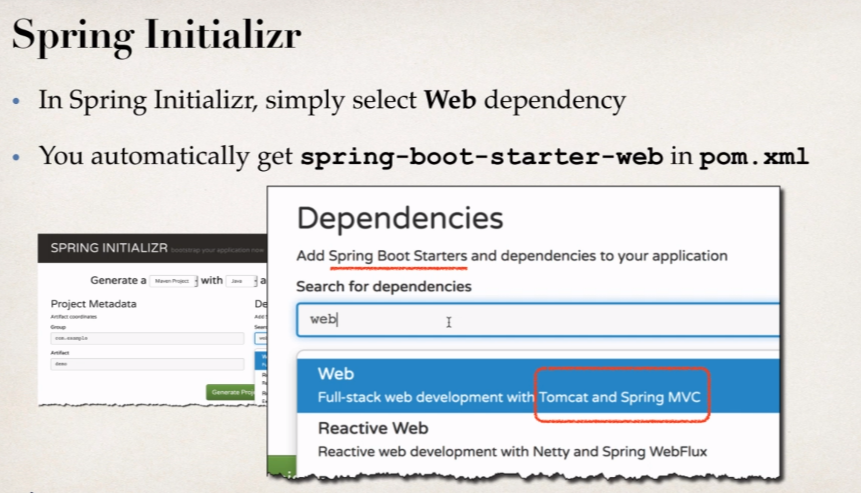 Spring Initializr
In Spring Initializr, simply select Web dependency
You automatically get spring-boot-starter-web in pom.xml
SPRING INITIALIZR bootstrap your application now
Generate a Maven Project with Java a
Project Metadata
Artifact coordinates
Group
com.example
Artifact
demo
De
Generate Proj
Dependencies
Add Spring Boot Starters and dependencies to your application
Search for dependencies
web
Web
Full-stack web development with Tomcat and Spring MVC
Reactive Web
Reactive web development with Netty and Spring WebFlux